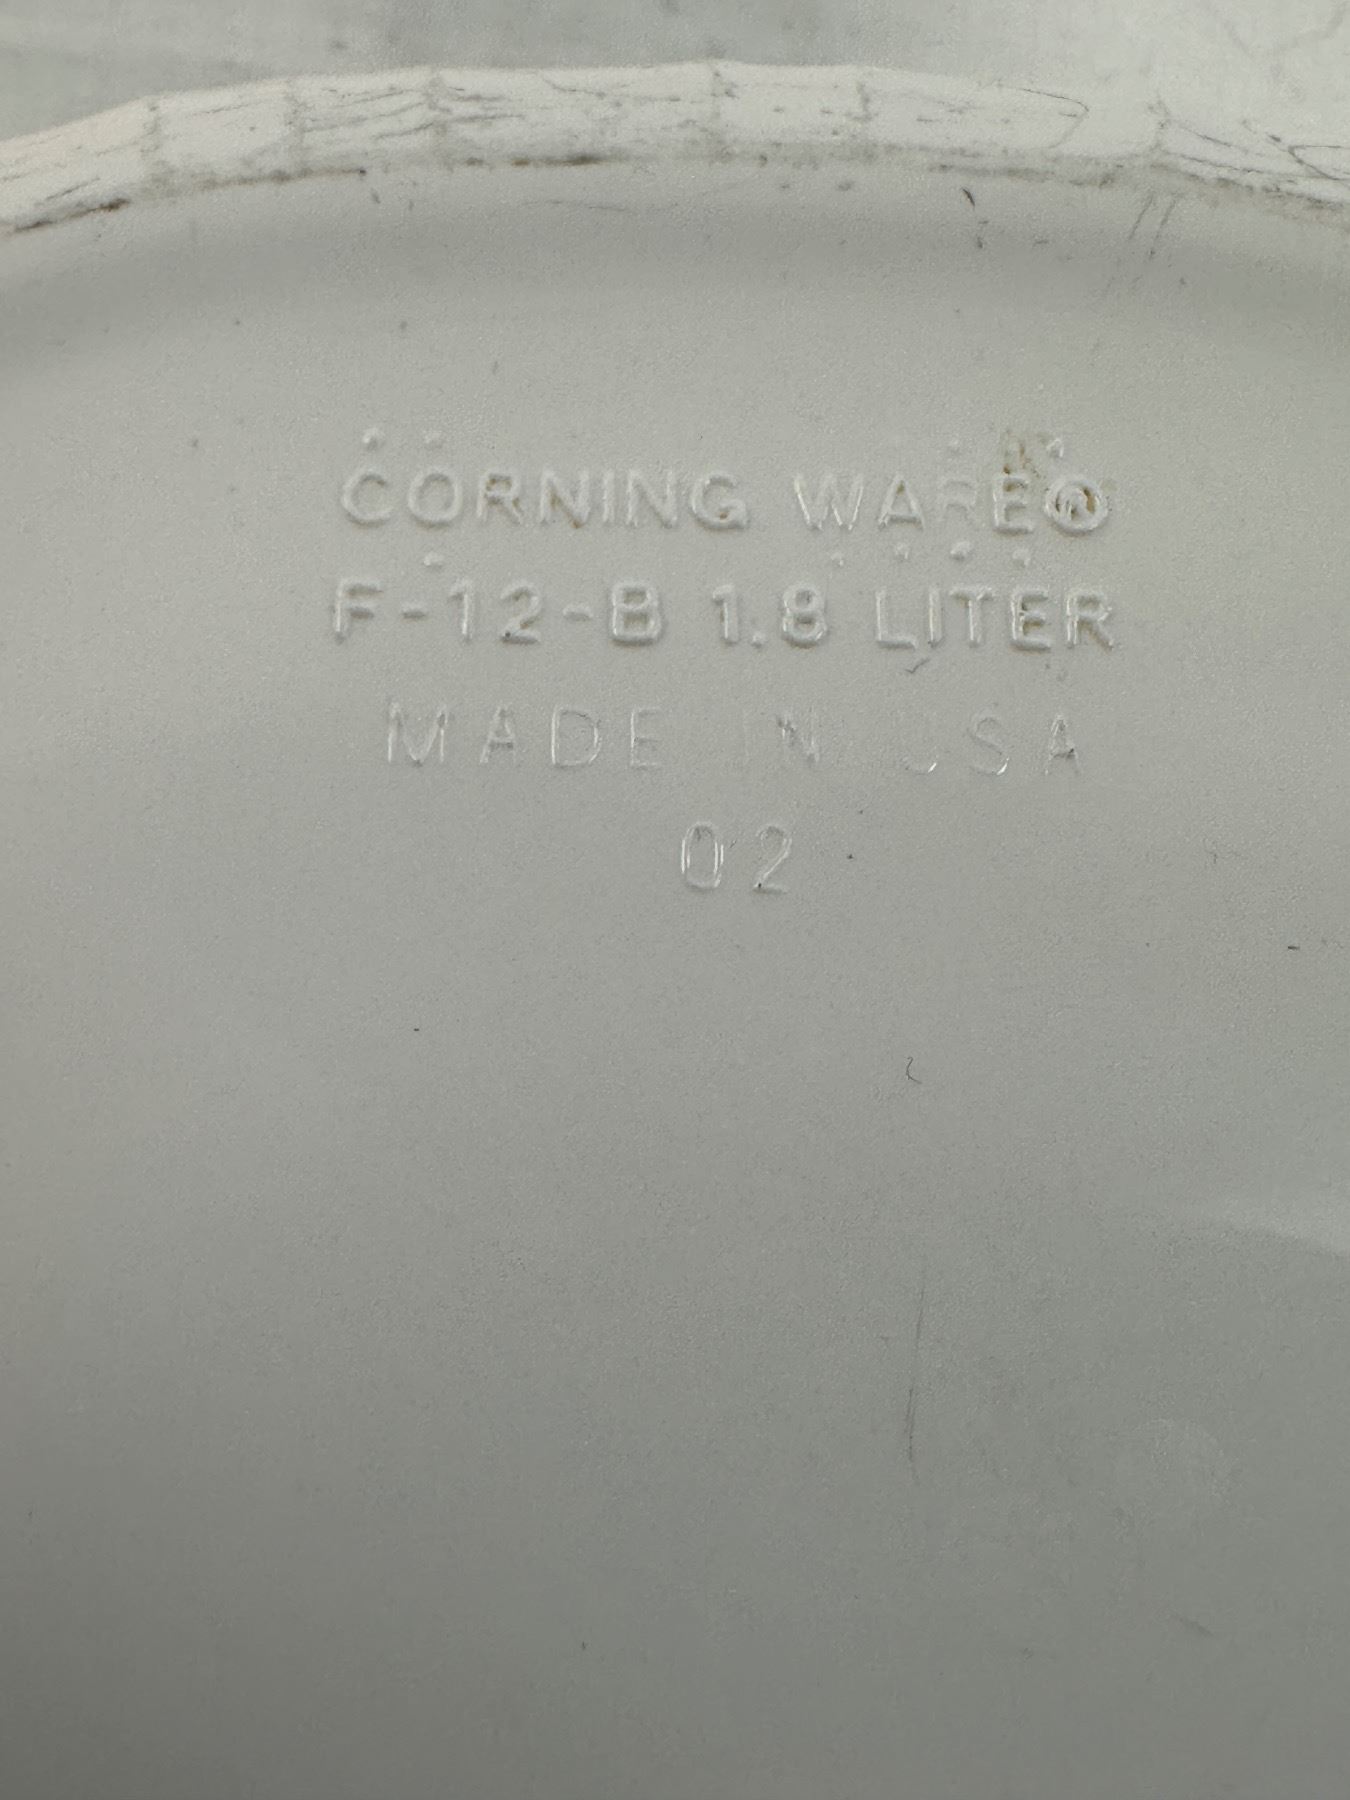 CORNING WARE®
F-12-B 1.8 LITER
MADE IN USA
02